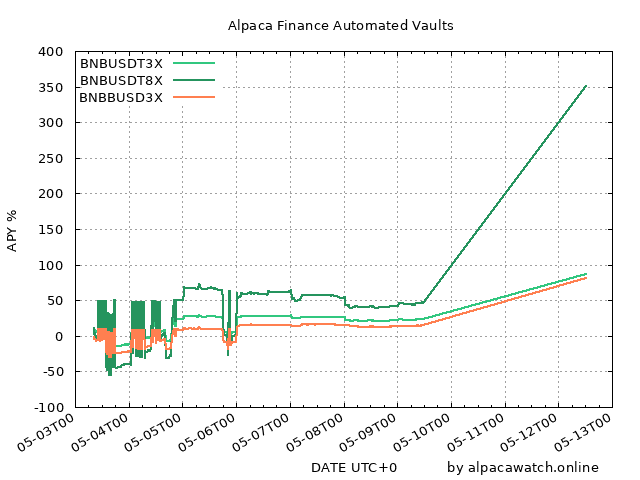 Alpaca Finance Automated Vaults
400
350
300
250
200
150
100
50
0
-50
-100
APY %
BNBUSDT3X
BNBUSDT8X
BNBBUSD3X
05-03T00
05-04T00
05-05T00
05-06T00
05-07T00
05-08T00
05-09T00
05-10T00
05-11T00
05-12T00
05-13T00
DATE UTC+0
by alpacawatch.online